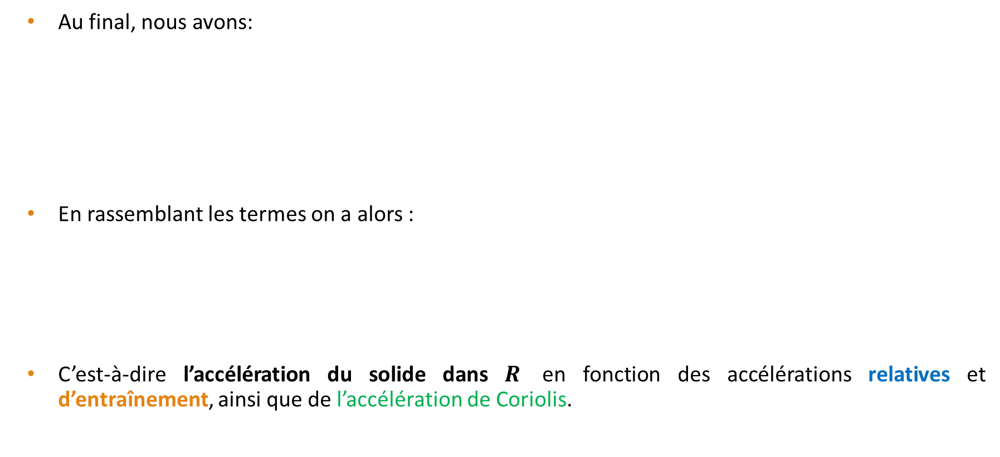 • Au final, nous avons:
• En rassemblant les termes on a alors :
• C’est-à-dire l’accélération du solide dans R en fonction des accélérations relatives et
d’entraînement, ainsi que de l’accélération de Coriolis.